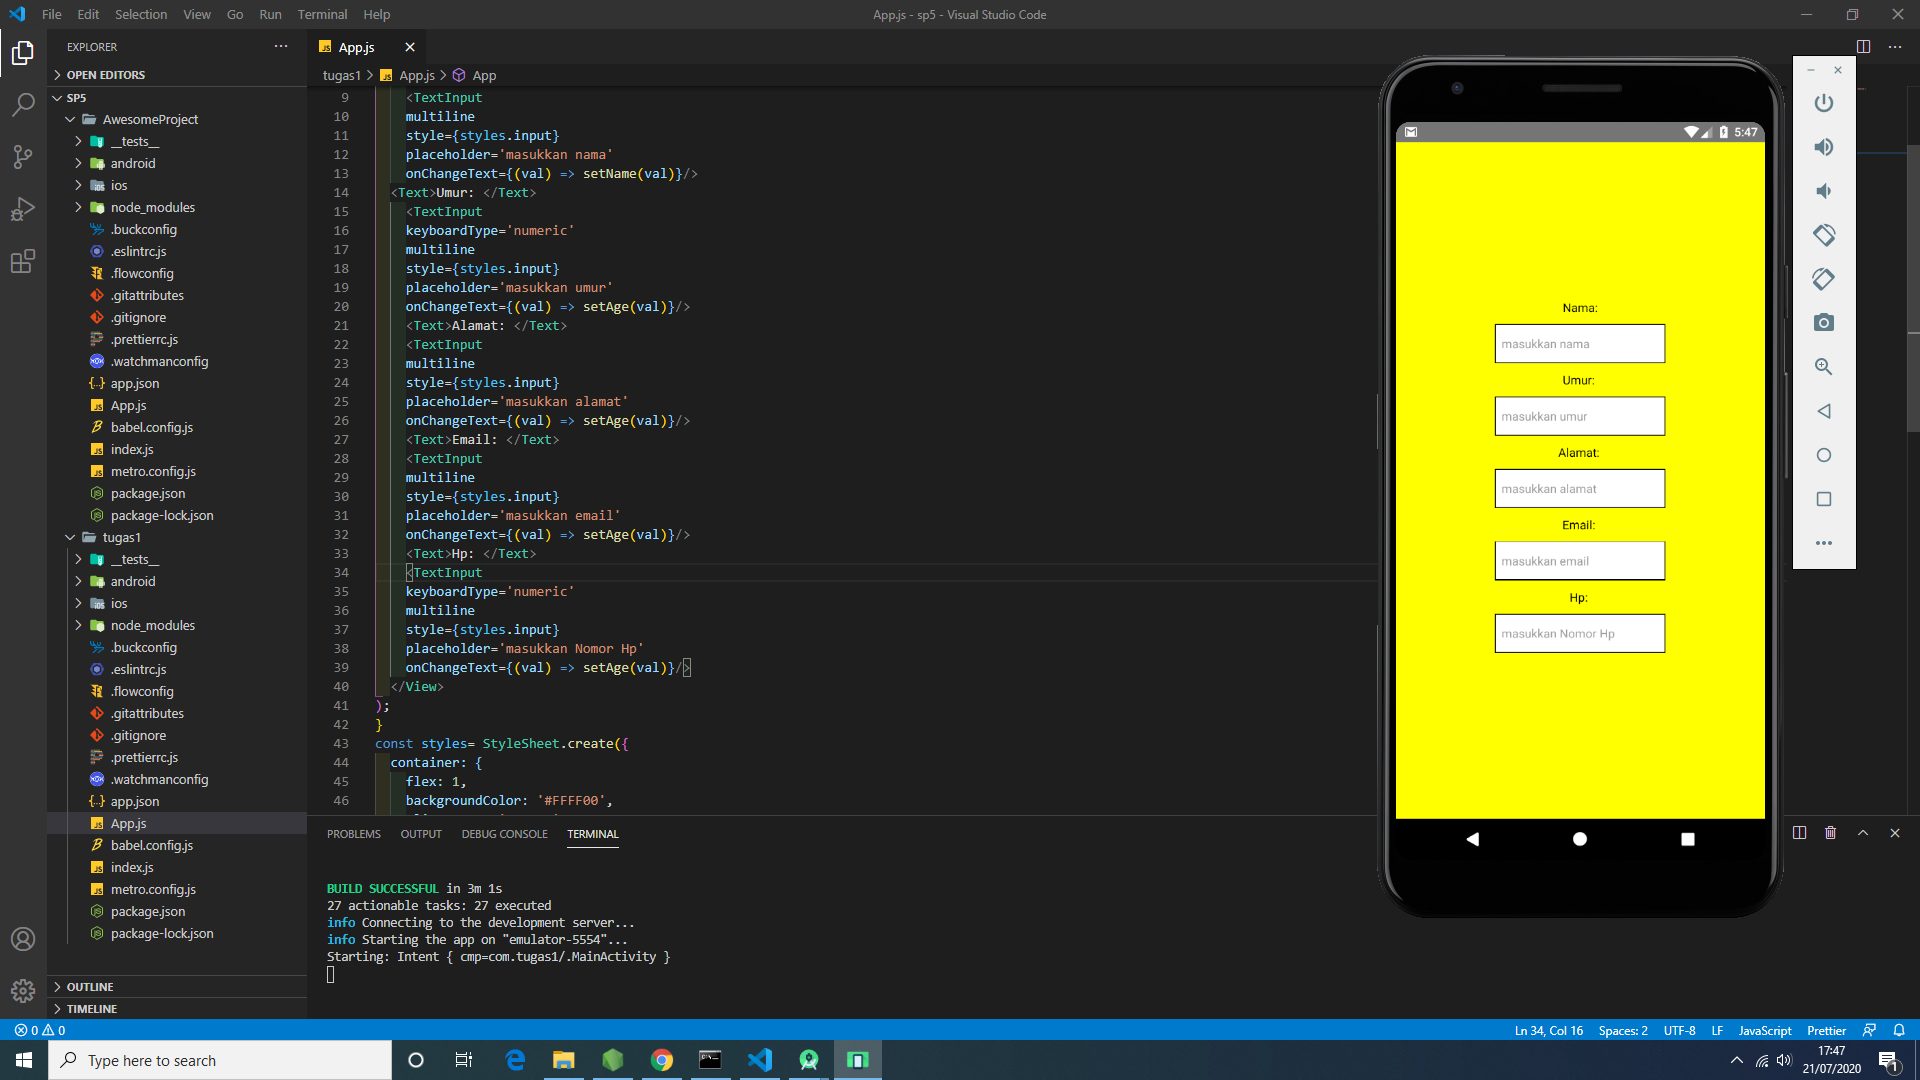 File Edit Selection View Go Run Terminal Help
App.js - sp5 - Visual Studio Code
EXPLORER
OPEN EDITORS
SP5
AwesomeProject
__tests__
android
ios
node_modules
.buckconfig
.eslintrc.js
.flowconfig
.gitattributes
.gitignore
.prettierrc.js
.watchmanconfig
app.json
App.js
babel.config.js
index.js
metro.config.js
package.json
package-lock.json
tugas1
__tests__
android
ios
node_modules
.buckconfig
.eslintrc.js
.flowconfig
.gitattributes
.gitignore
.prettierrc.js
.watchmanconfig
app.json
App.js
babel.config.js
index.js
metro.config.js
package.json
package-lock.json
OUTLINE
TIMELINE
App.js
tugas1 > App.js > App
9 <TextInput
10 multiline
11 style={styles.input}
12 placeholder='masukkan nama'
13 onChangeText={(val) => setName(val)}/>
14 <Text>Umur: </Text>
15 <TextInput
16 keyboardType='numeric'
17 multiline
18 style={styles.input}
19 placeholder='masukkan umur'
20 onChangeText={(val) => setAge(val)}/>
21 <Text>Alamat: </Text>
22 <TextInput
23 multiline
24 style={styles.input}
25 placeholder='masukkan alamat'
26 onChangeText={(val) => setAge(val)}/>
27 <Text>Email: </Text>
28 <TextInput
29 multiline
30 style={styles.input}
31 placeholder='masukkan email'
32 onChangeText={(val) => setAge(val)}/>
33 <Text>Hp: </Text>
34 <TextInput
35 keyboardType='numeric'
36 multiline
37 style={styles.input}
38 placeholder='masukkan Nomor Hp'
39 onChangeText={(val) => setAge(val)}/>
40 </View>
41 );
42 }
43 const styles= StyleSheet.create({
44 container: {
45 flex: 1,
46 backgroundColor: '#FFFF00',
PROBLEMS OUTPUT DEBUG CONSOLE TERMINAL
BUILD SUCCESSFUL in 3m 1s
27 actionable tasks: 27 executed
info Connecting to the development server...
info Starting the app on "emulator-5554"...
Starting: Intent { cmp=com.tugas1/.MainActivity }
5:47
Nama:
masukkan nama
Umur:
masukkan umur
Alamat:
masukkan alamat
Email:
masukkan email
Hp:
masukkan Nomor Hp
0 0
Ln 34, Col 16 Spaces: 2 UTF-8 LF JavaScript Prettier
Type here to search
17:47
21/07/2020
1